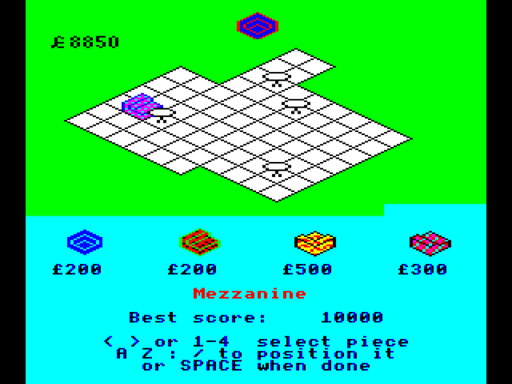 £8850
£200 £200 £500 £300
Mezzanine
Best score: 10000
< > or 1-4 select piece
A Z : / to position it
or SPACE when done